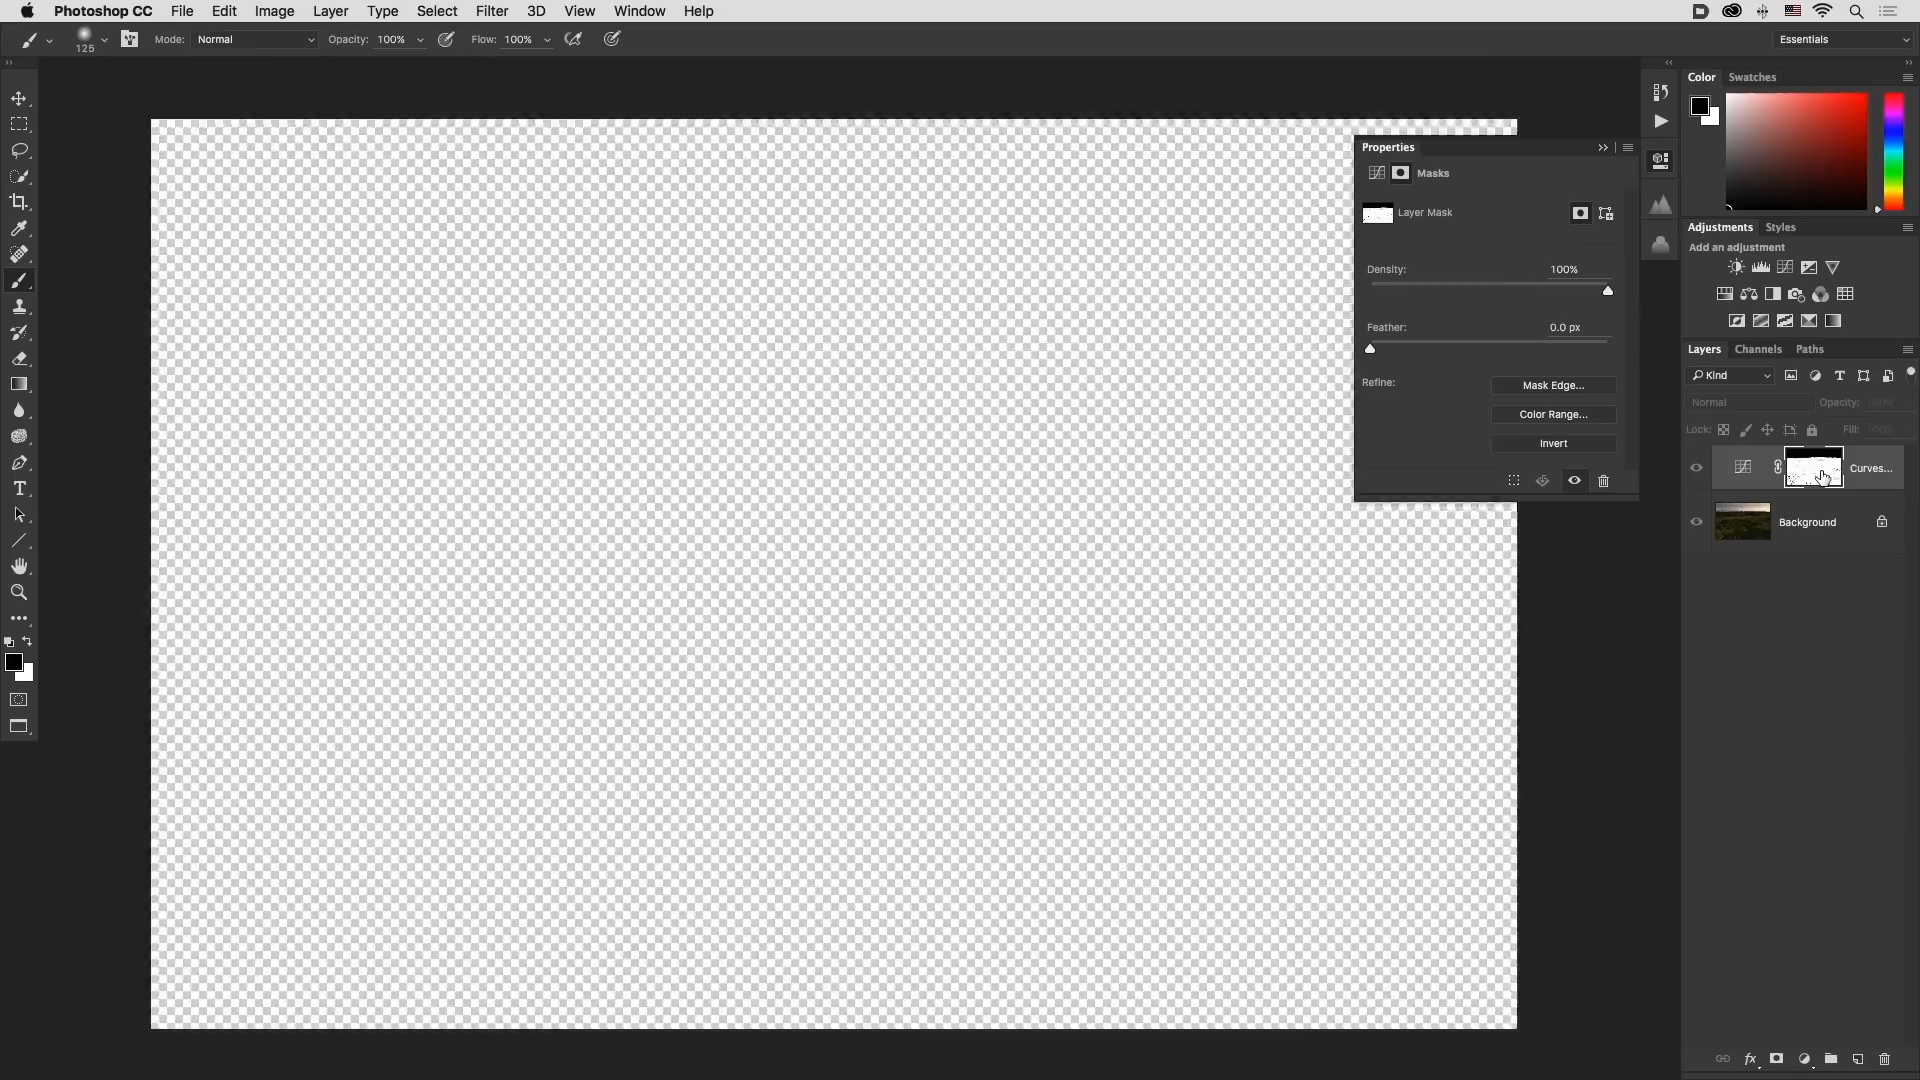 Photoshop CC File Edit Image Layer Type Select Filter 3D View Window Help
125 Mode: Normal Opacity: 100% Flow: 100% Essentials
Color Swatches
Properties
Masks
Layer Mask
Density: 100%
Feather: 0.0 px
Refine: Mask Edge...
Color Range...
Invert
Adjustments Styles
Add an adjustment
Layers Channels Paths
Kind
Normal Opacity: 100%
Lock: Fill: 100%
Curves...
Background